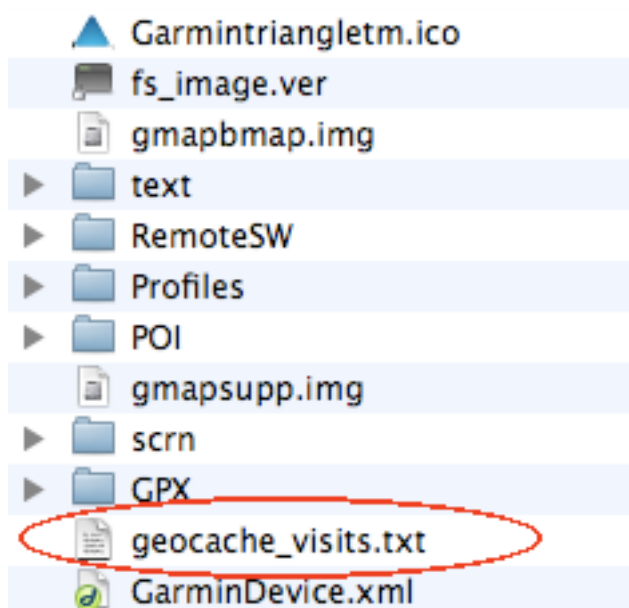 Garmintriangletm.ico
fs_image.ver
gmapbmap.img
text
RemoteSW
Profiles
POI
gmapsupp.img
scrn
GPX
geocache_visits.txt
GarminDevice.xml